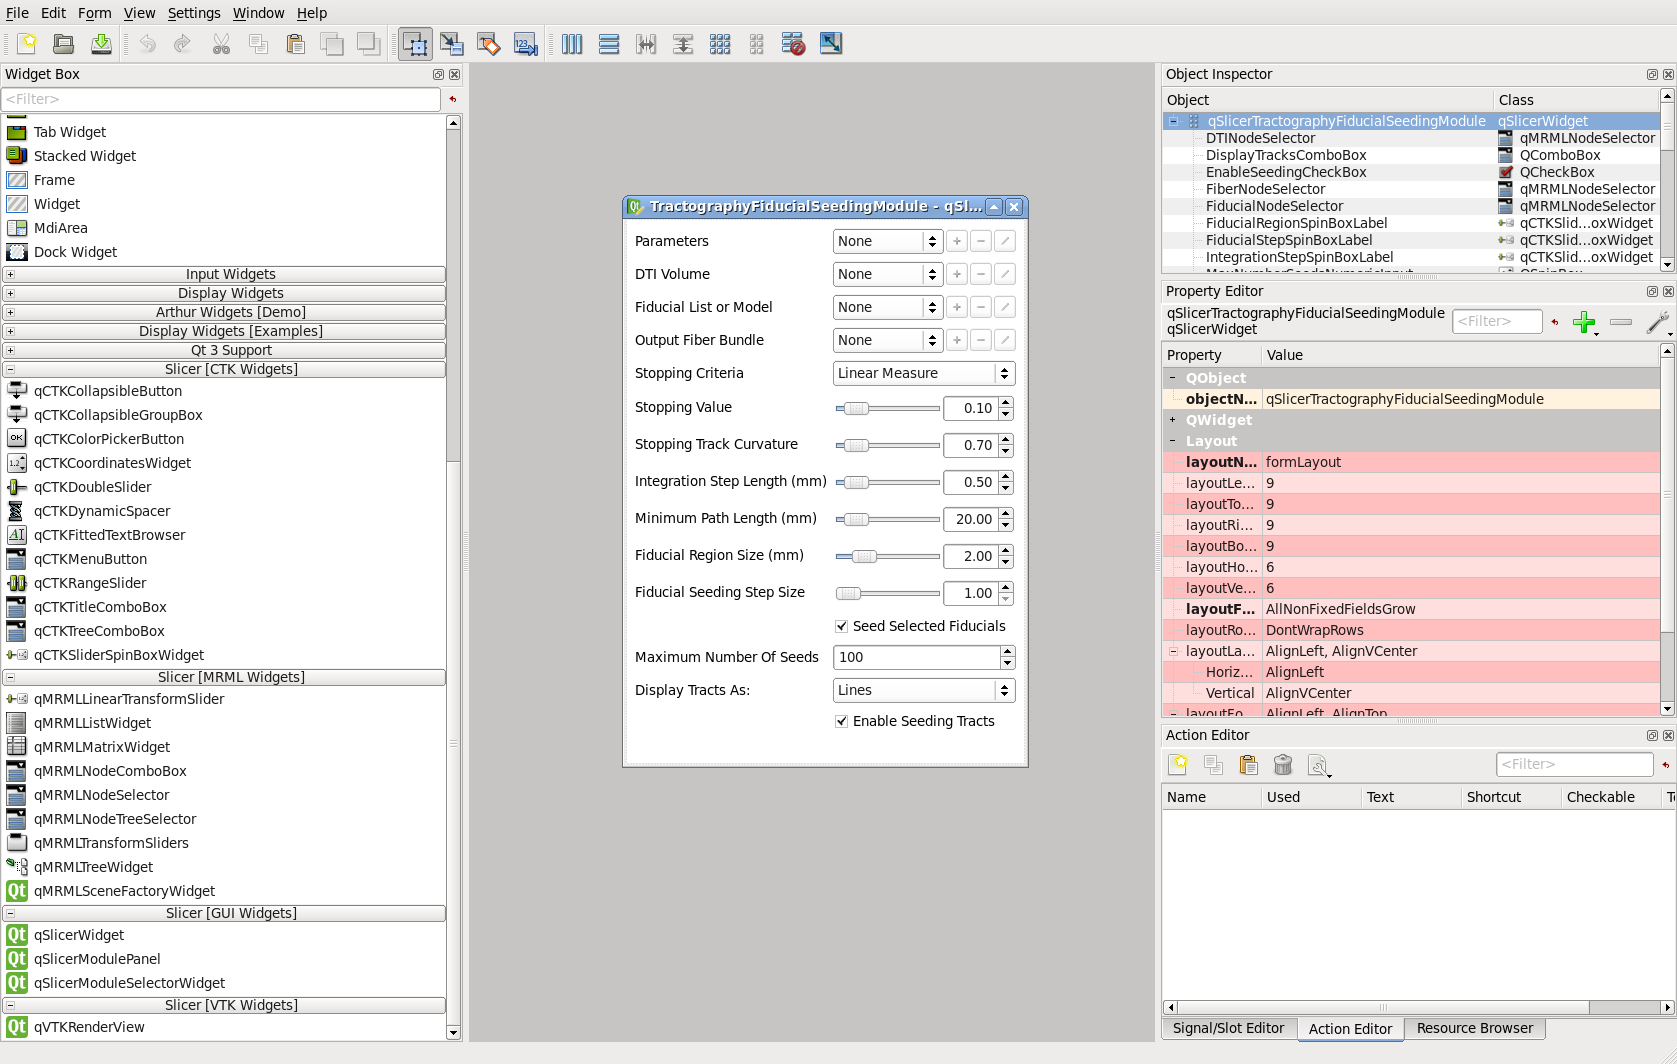 File Edit Form View Settings Window Help
Widget Box
<Filter>
Tab Widget
Stacked Widget
Frame
Widget
MdiArea
Dock Widget
Input Widgets
Display Widgets
Arthur Widgets [Demo]
Display Widgets [Examples]
Qt 3 Support
Slicer [CTK Widgets]
qCTKCollapsibleButton
qCTKCollapsibleGroupBox
qCTKColorPickerButton
qCTKCoordinatesWidget
qCTKDoubleSlider
qCTKDynamicSpacer
qCTKFittedTextBrowser
qCTKMenuButton
qCTKRangeSlider
qCTKTitleComboBox
qCTKTreeComboBox
qCTKSliderSpinBoxWidget
Slicer [MRML Widgets]
qMRMLLinearTransformSlider
qMRMLListWidget
qMRMLMatrixWidget
qMRMLNodeComboBox
qMRMLNodeSelector
qMRMLNodeTreeSelector
qMRMLTransformSliders
qMRMLTreeWidget
qMRMLSceneFactoryWidget
Slicer [GUI Widgets]
qSlicerWidget
qSlicerModulePanel
qSlicerModuleSelectorWidget
Slicer [VTK Widgets]
qVTKRenderView
TractographyFiducialSeedingModule - qSl...
Parameters None
DTI Volume None
Fiducial List or Model None
Output Fiber Bundle None
Stopping Criteria Linear Measure
Stopping Value 0.10
Stopping Track Curvature 0.70
Integration Step Length (mm) 0.50
Minimum Path Length (mm) 20.00
Fiducial Region Size (mm) 2.00
Fiducial Seeding Step Size 1.00
Seed Selected Fiducials
Maximum Number Of Seeds 100
Display Tracts As: Lines
Enable Seeding Tracts
Object Inspector
Object Class
qSlicerTractographyFiducialSeedingModule qSlicerWidget
DTINodeSelector qMRMLNodeSelector
DisplayTracksComboBox QComboBox
EnableSeedingCheckBox QCheckBox
FiberNodeSelector qMRMLNodeSelector
FiducialNodeSelector qMRMLNodeSelector
FiducialRegionSpinBoxLabel qCTKSlid...oxWidget
FiducialStepSpinBoxLabel qCTKSlid...oxWidget
IntegrationStepSpinBoxLabel qCTKSlid...oxWidget
MaxNumberSeedsNumericInput QSpinBox
Property Editor
qSlicerTractographyFiducialSeedingModule
qSlicerWidget
<Filter>
Property Value
QObject
objectN... qSlicerTractographyFiducialSeedingModule
QWidget
Layout
layoutN... formLayout
layoutLe... 9
layoutTo... 9
layoutRi... 9
layoutBo... 9
layoutHo... 6
layoutVe... 6
layoutF... AllNonFixedFieldsGrow
layoutRo... DontWrapRows
layoutLa... AlignLeft, AlignVCenter
Horiz... AlignLeft
Vertical AlignVCenter
layoutFo... AlignLeft, AlignTop
Action Editor
<Filter>
Name Used Text Shortcut Checkable T
Signal/Slot Editor Action Editor Resource Browser